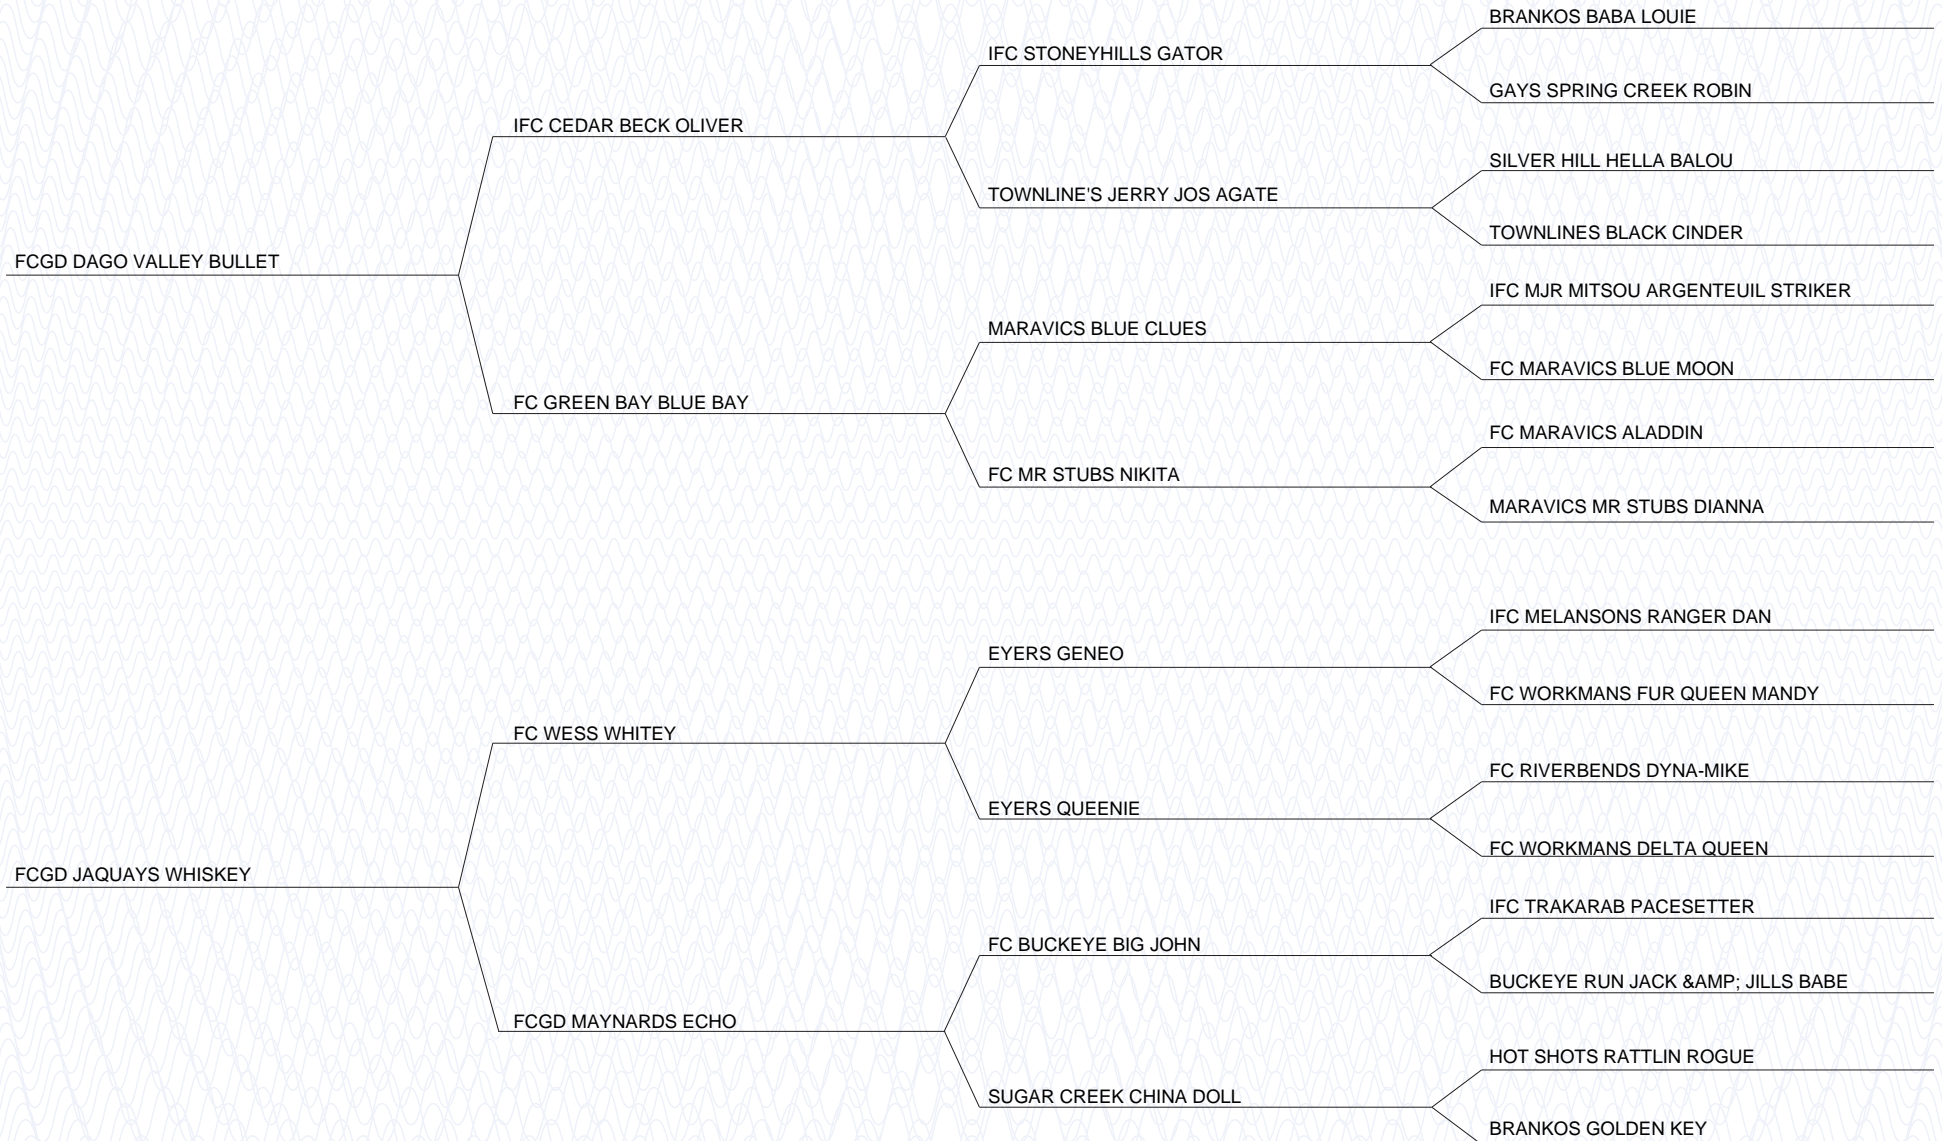 BRANKOS BABA LOUIE
IFC STONEYHILLS GATOR
GAYS SPRING CREEK ROBIN
IFC CEDAR BECK OLIVER
SILVER HILL HELLA BALOU
TOWNLINE'S JERRY JOS AGATE
TOWNLINES BLACK CINDER
FCGD DAGO VALLEY BULLET
IFC MJR MITSOU ARGENTEUIL STRIKER
MARAVICS BLUE CLUES
FC MARAVICS BLUE MOON
FC GREEN BAY BLUE BAY
FC MARAVICS ALADDIN
FC MR STUBS NIKITA
MARAVICS MR STUBS DIANNA
IFC MELANSONS RANGER DAN
EYERS GENEO
FC WORKMANS FUR QUEEN MANDY
FC WESS WHITEY
FC RIVERBENDS DYNA-MIKE
EYERS QUEENIE
FC WORKMANS DELTA QUEEN
FCGD JAQUAYS WHISKEY
IFC TRAKARAB PACESETTER
FC BUCKEYE BIG JOHN
BUCKEYE RUN JACK &AMP; JILLS BABE
FCGD MAYNARDS ECHO
HOT SHOTS RATTLIN ROGUE
SUGAR CREEK CHINA DOLL
BRANKOS GOLDEN KEY